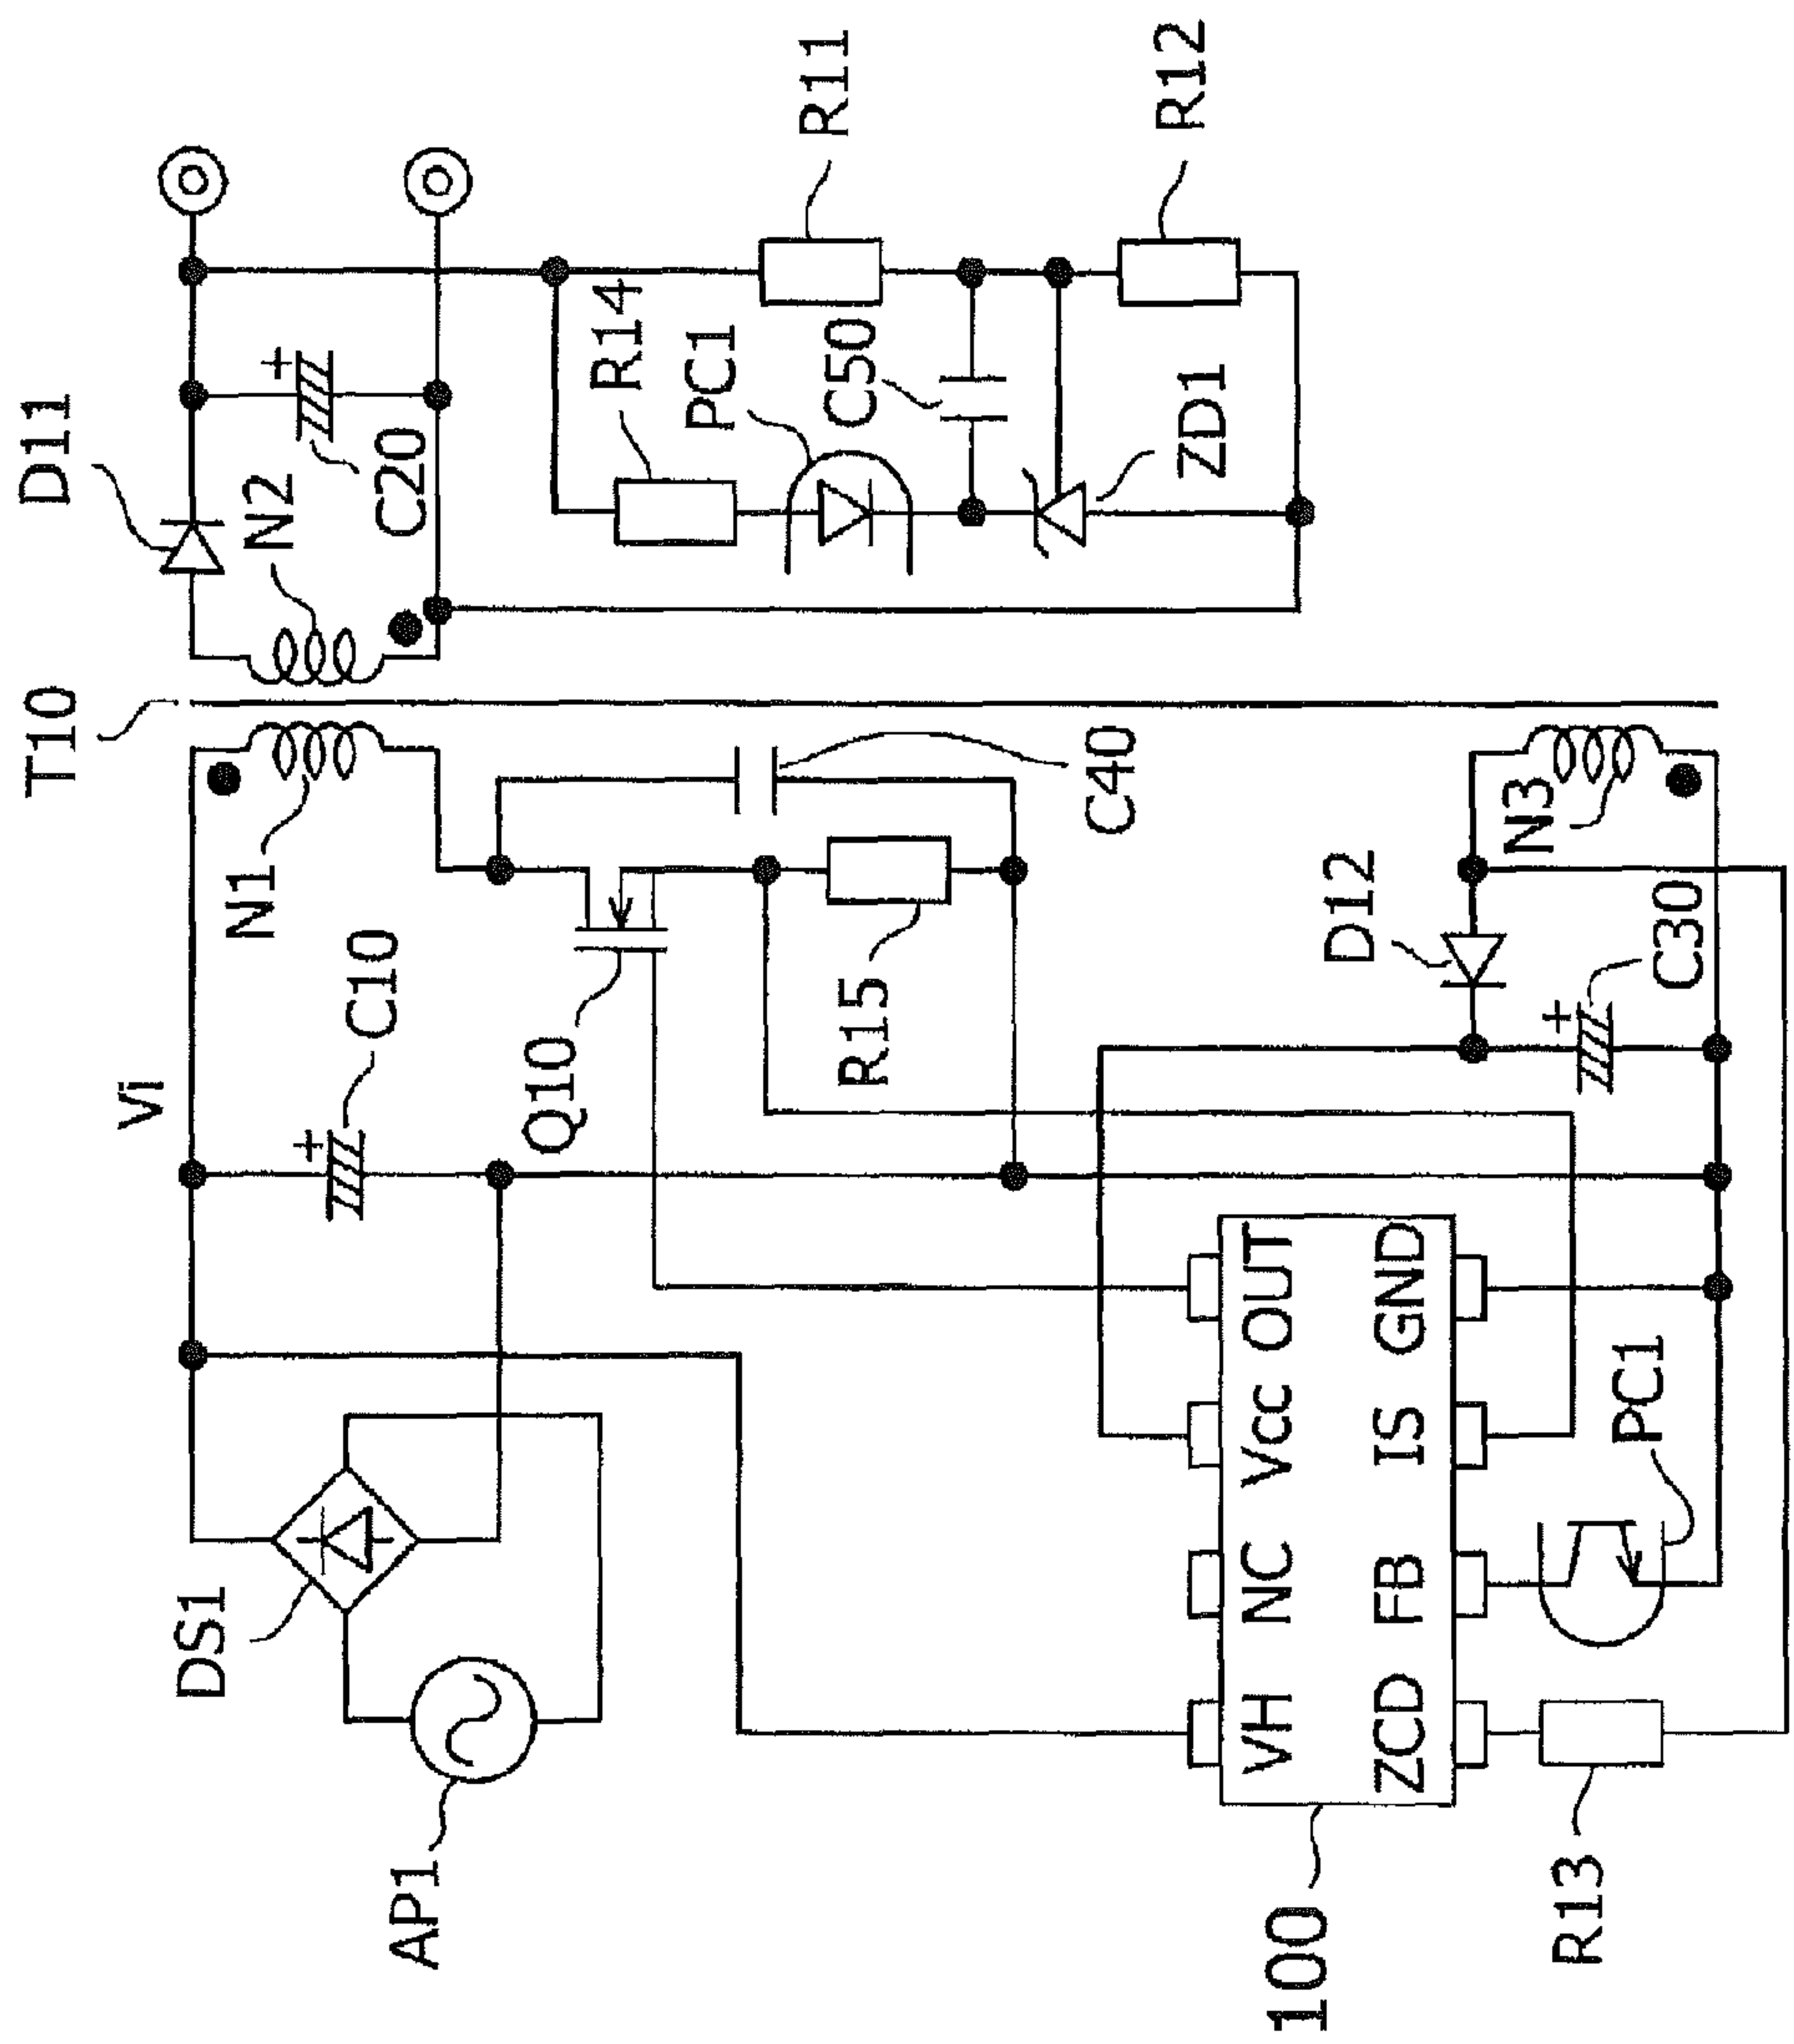 T10
D11
N2
+
C20
R11
R12
R14
PC1
C50
ZD1
Vi
N1
+
C10
Q10
R15
C40
D12
N3
+
C30
DS1
AP1
VH NC Vcc OUT
ZCD FB IS GND
100
R13
PC1